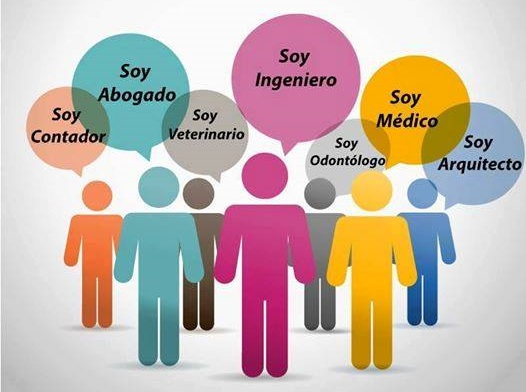 Soy
Contador
Soy
Abogado
Soy
Veterinario
Soy
Ingeniero
Soy
Odontólogo
Soy
Médico
Soy
Arquitecto